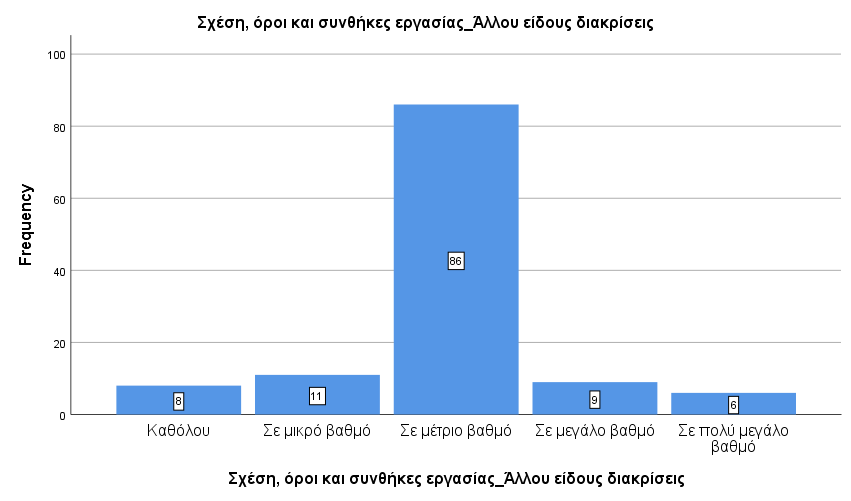 Σχέση, όροι και συνθήκες εργασίας_Άλλου είδους διακρίσεις
100
80
60
40
20
0
Frequency
8
11
86
9
6
Καθόλου
Σε μικρό βαθμό
Σε μέτριο βαθμό
Σε μεγάλο βαθμό
Σε πολύ μεγάλο
βαθμό
Σχέση, όροι και συνθήκες εργασίας_Άλλου είδους διακρίσεις